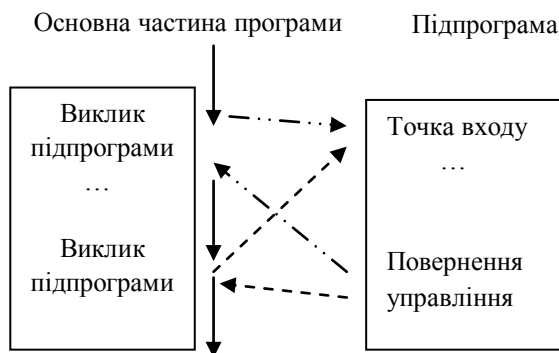 Основна частина програми
Підпрограма
Виклик
підпрограми
…
Виклик
підпрограми
Точка входу
…
Повернення
управління